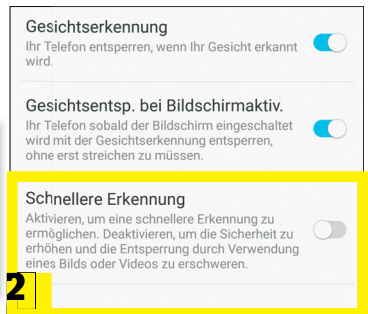 Gesichtserkennung
Ihr Telefon entsperren, wenn Ihr Gesicht erkannt
wird.
Gesichtsentsp. bei Bildschirmaktiv.
Ihr Telefon sobald der Bildschirm eingeschaltet
wird mit der Gesichtserkennung entsperren,
ohne erst streichen zu müssen.
Schnellere Erkennung
Aktivieren, um eine schnellere Erkennung zu
ermöglichen. Deaktivieren, um die Sicherheit zu
erhöhen und die Entsperrung durch Verwendung
eines Bilds oder Videos zu erschweren.
2